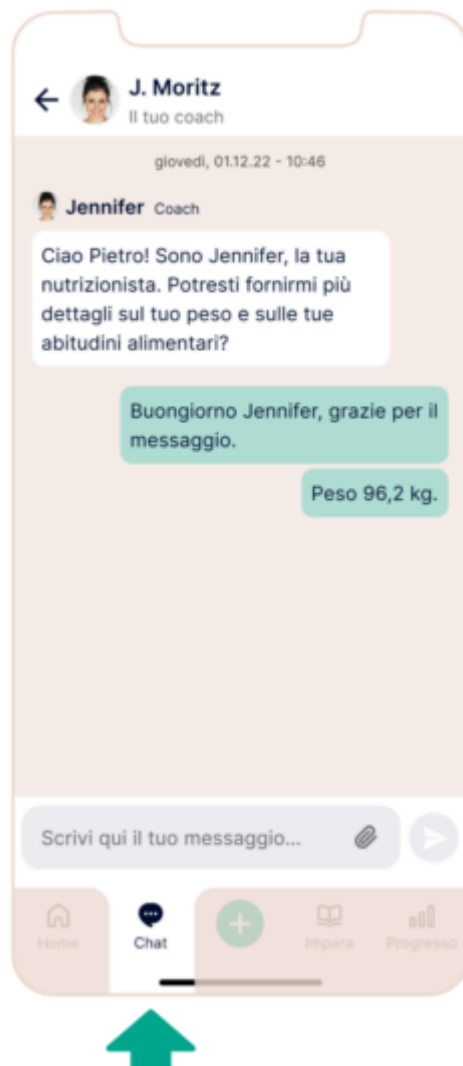 J. Moritz
Il tuo coach
giovedì, 01.12.22 - 10:46
Jennifer Coach
Ciao Pietro! Sono Jennifer, la tua
nutrizionista. Potresti fornirmi più
dettagli sul tuo peso e sulle tue
abitudini alimentari?
Buongiorno Jennifer, grazie per il
messaggio.
Peso 96,2 kg.
Scrivi qui il tuo messaggio...
Home Chat Impara Progresso